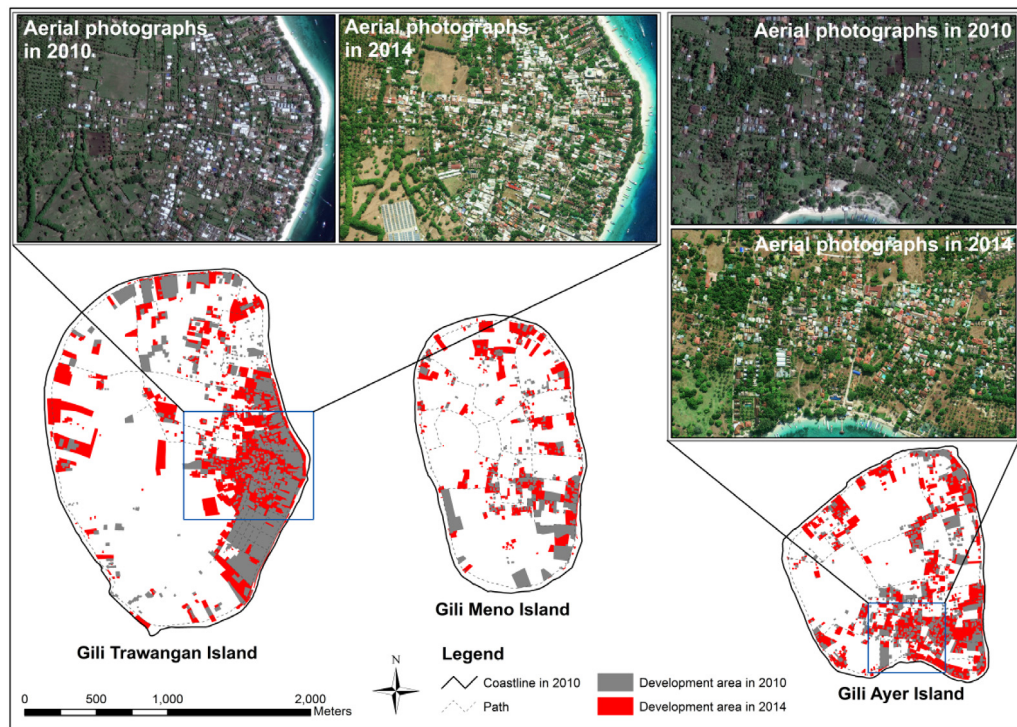 Aerial photographs
in 2010
Aerial photographs
in 2014
Aerial photographs in 2010
Aerial photographs in 2014
Gili Trawangan Island
Gili Meno Island
Gili Ayer Island
N
Legend
Coastline in 2010
Path
Development area in 2010
Development area in 2014
0 500 1,000 2,000
Meters